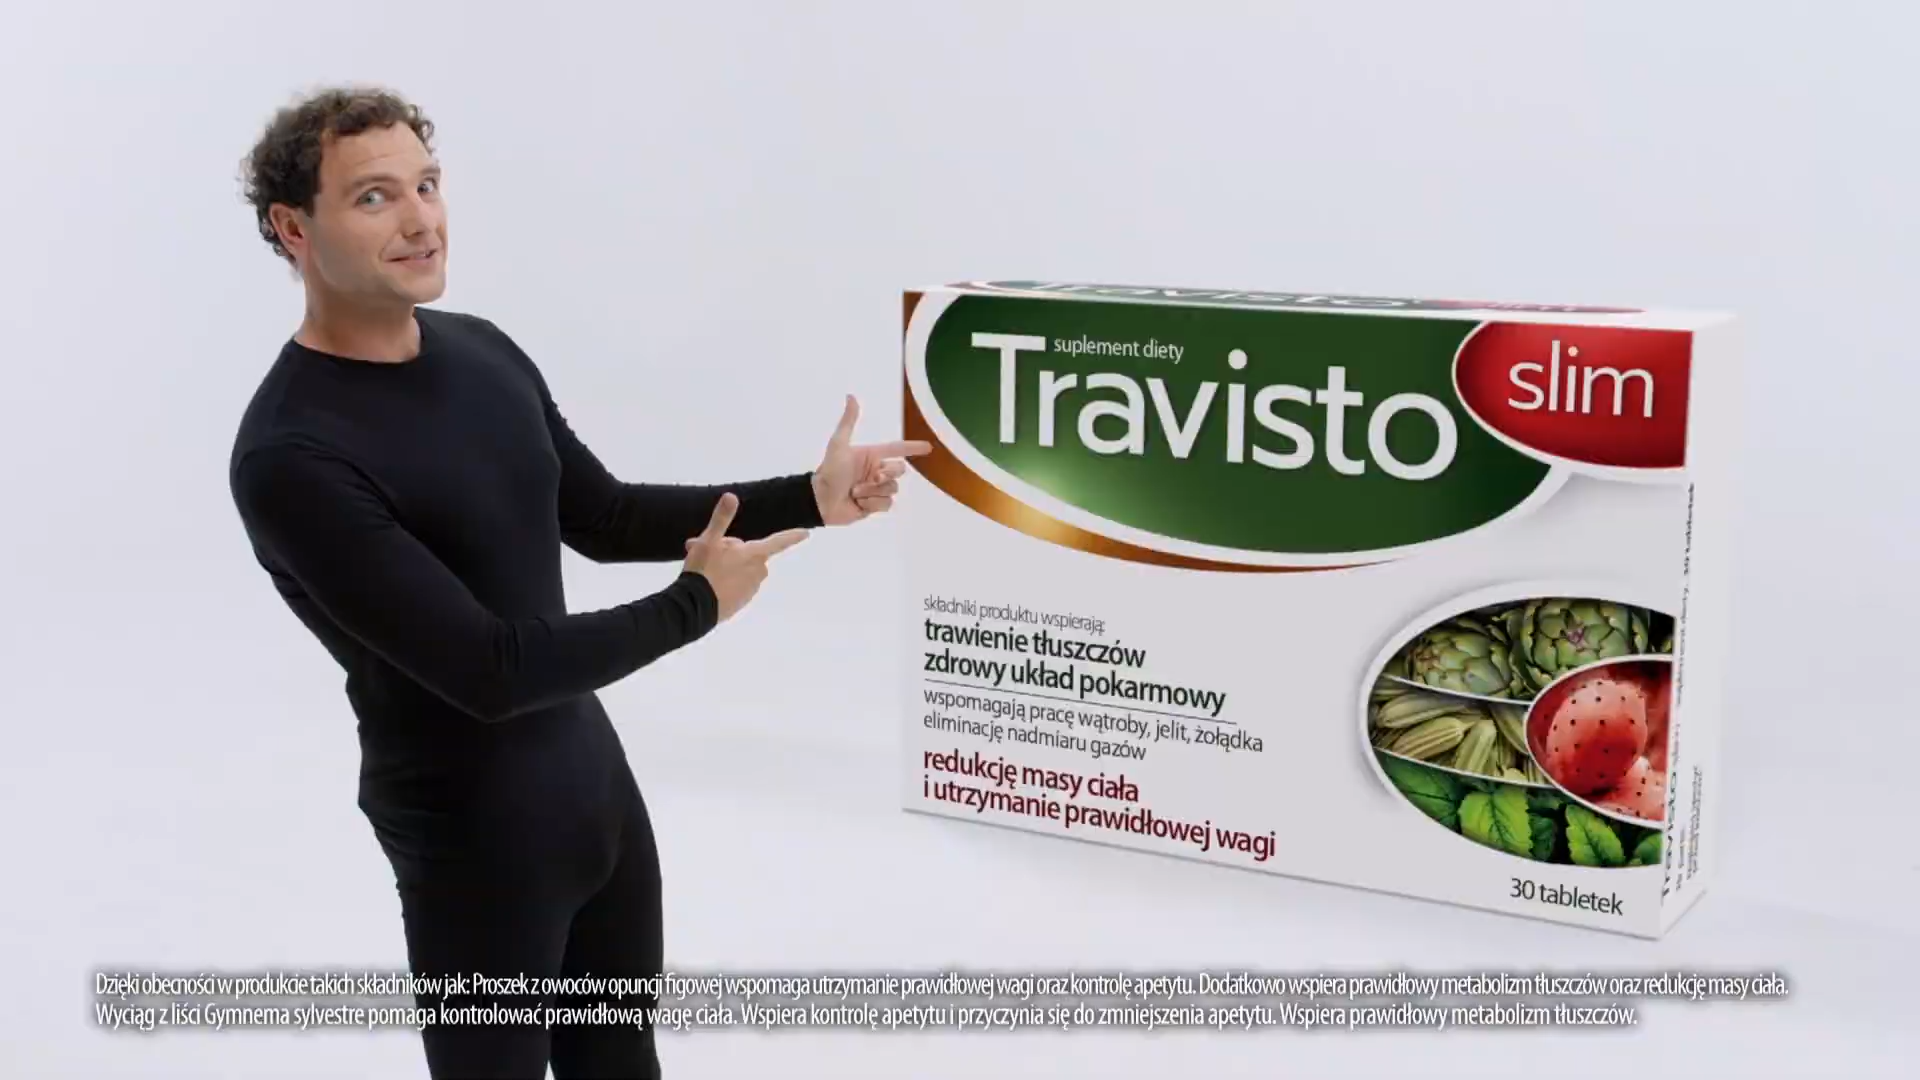 Travisto slim
suplement diety
Travisto
slim
składniki produktu wspierają:
trawienie tłuszczów
zdrowy układ pokarmowy
wspomagają pracę wątroby, jelit, żołądka
eliminację nadmiaru gazów
redukcję masy ciała
i utrzymanie prawidłowej wagi
30 tabletek
Travisto
Dzięki obecności w produkcie takich składników jak: Proszek z owoców opuncji figowej wspomaga utrzymanie prawidłowej wagi oraz kontrolę apetytu. Dodatkowo wspiera prawidłowy metabolizm tłuszczów oraz redukcję masy ciała.
Wyciąg z liści Gymnema sylvestre pomaga kontrolować prawidłową wagę ciała. Wspiera kontrolę apetytu i przyczynia się do zmniejszenia apetytu. Wspiera prawidłowy metabolizm tłuszczów.